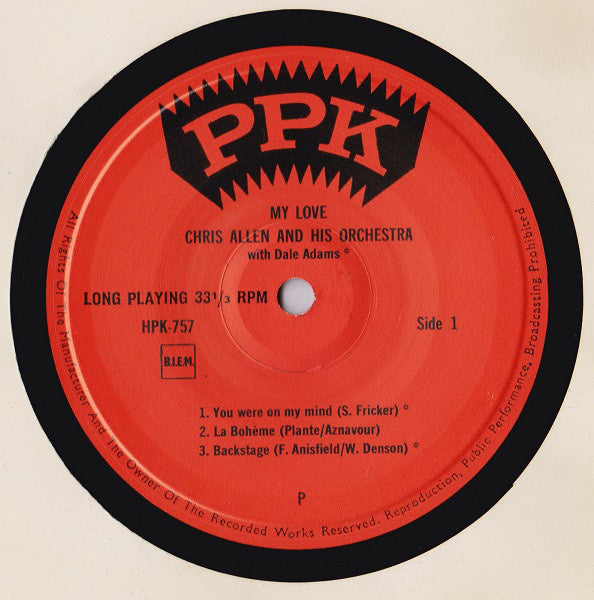 PPK
MY LOVE
CHRIS ALLEN AND HIS ORCHESTRA
with Dale Adams °
LONG PLAYING 33⅓ RPM
HPK-757
Side 1
B.I.E.M.
1. You were on my mind (S. Fricker) °
2. La Bohème (Plante/Aznavour)
3. Backstage (F. Anisfield/W. Denson) °
P
All Rights Of The Manufacturer And The Owner Of The Recorded Works Reserved. Reproduction, Public Performance, Broadcasting Prohibited